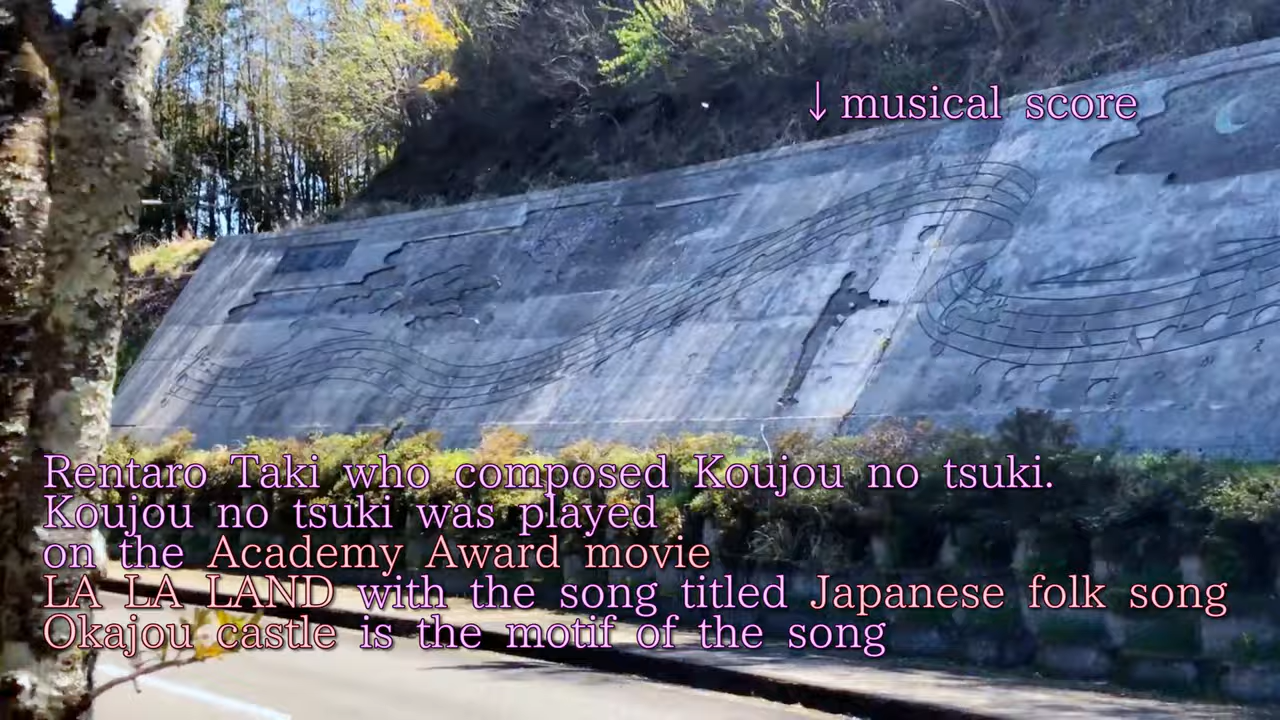 ↓musical score
Rentaro Taki who composed Koujou no tsuki.
Koujou no tsuki was played
on the Academy Award movie
LA LA LAND with the song titled Japanese folk song
Okajou castle is the motif of the song